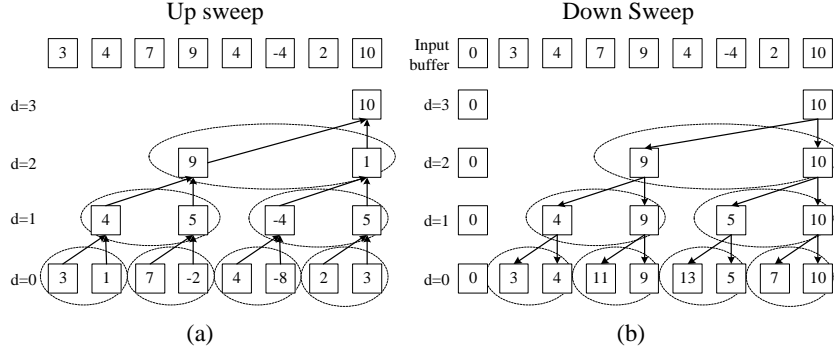 Up sweep
3 4 7 9 4 -4 2 10
d=3 10
d=2 9 1
d=1 4 5 -4 5
d=0 3 1 7 -2 4 -8 2 3
(a)
Down Sweep
Input
buffer
0 3 4 7 9 4 -4 2 10
d=3 0 10
d=2 0 9 10
d=1 0 4 9 5 10
d=0 0 3 4 11 9 13 5 7 10
(b)